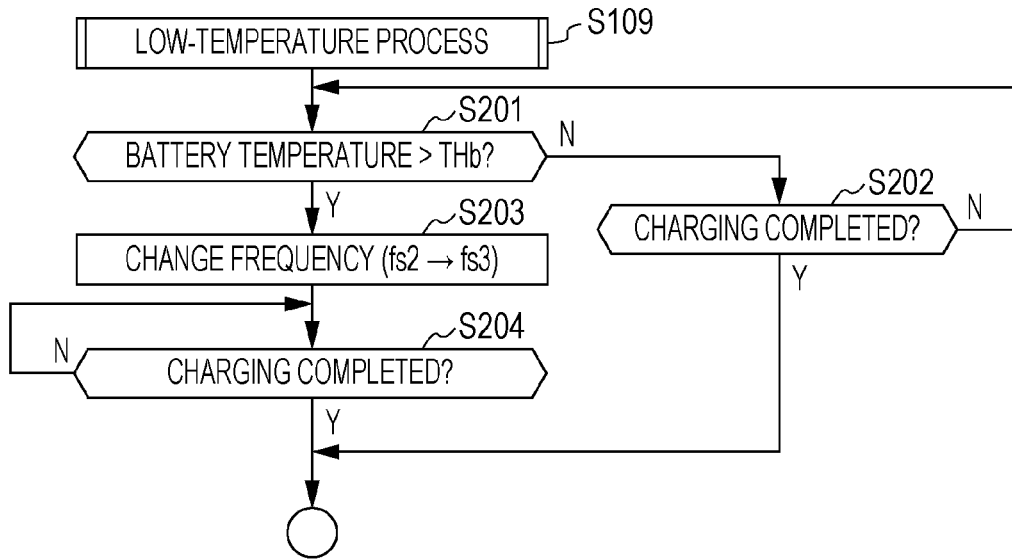 LOW-TEMPERATURE PROCESS
S109
S201
BATTERY TEMPERATURE > THb?
N
Y
S202
CHARGING COMPLETED?
N
Y
S203
CHANGE FREQUENCY (fs2 → fs3)
S204
N
CHARGING COMPLETED?
Y